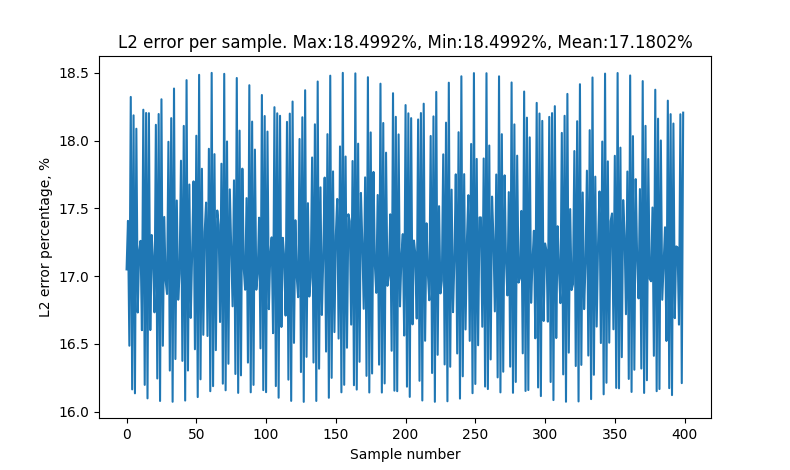 L2 error per sample. Max:18.4992%, Min:18.4992%, Mean:17.1802%
L2 error percentage, %
18.5
18.0
17.5
17.0
16.5
16.0
0 50 100 150 200 250 300 350 400
Sample number